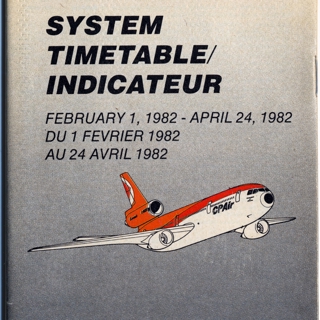 SYSTEM
TIMETABLE/
INDICATEUR
FEBRUARY 1, 1982 - APRIL 24, 1982
DU 1 FEVRIER 1982
AU 24 AVRIL 1982
CPAir